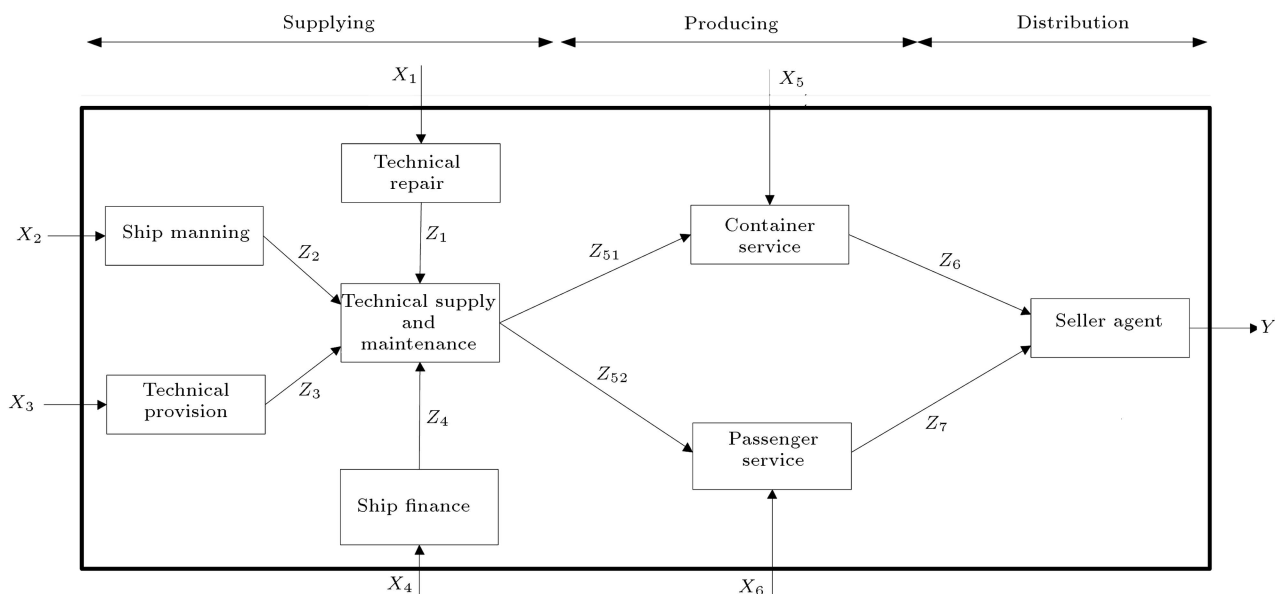 Supplying
Producing
Distribution
X₁
X₅
Technical
repair
X₂
Ship manning
Z₂
Z₁
Container
service
Z₅₁
Z₆
Technical supply
and
maintenance
Seller agent
Y
X₃
Technical
provision
Z₃
Z₄
Z₅₂
Passenger
service
Z₇
Ship finance
X₄
X₆